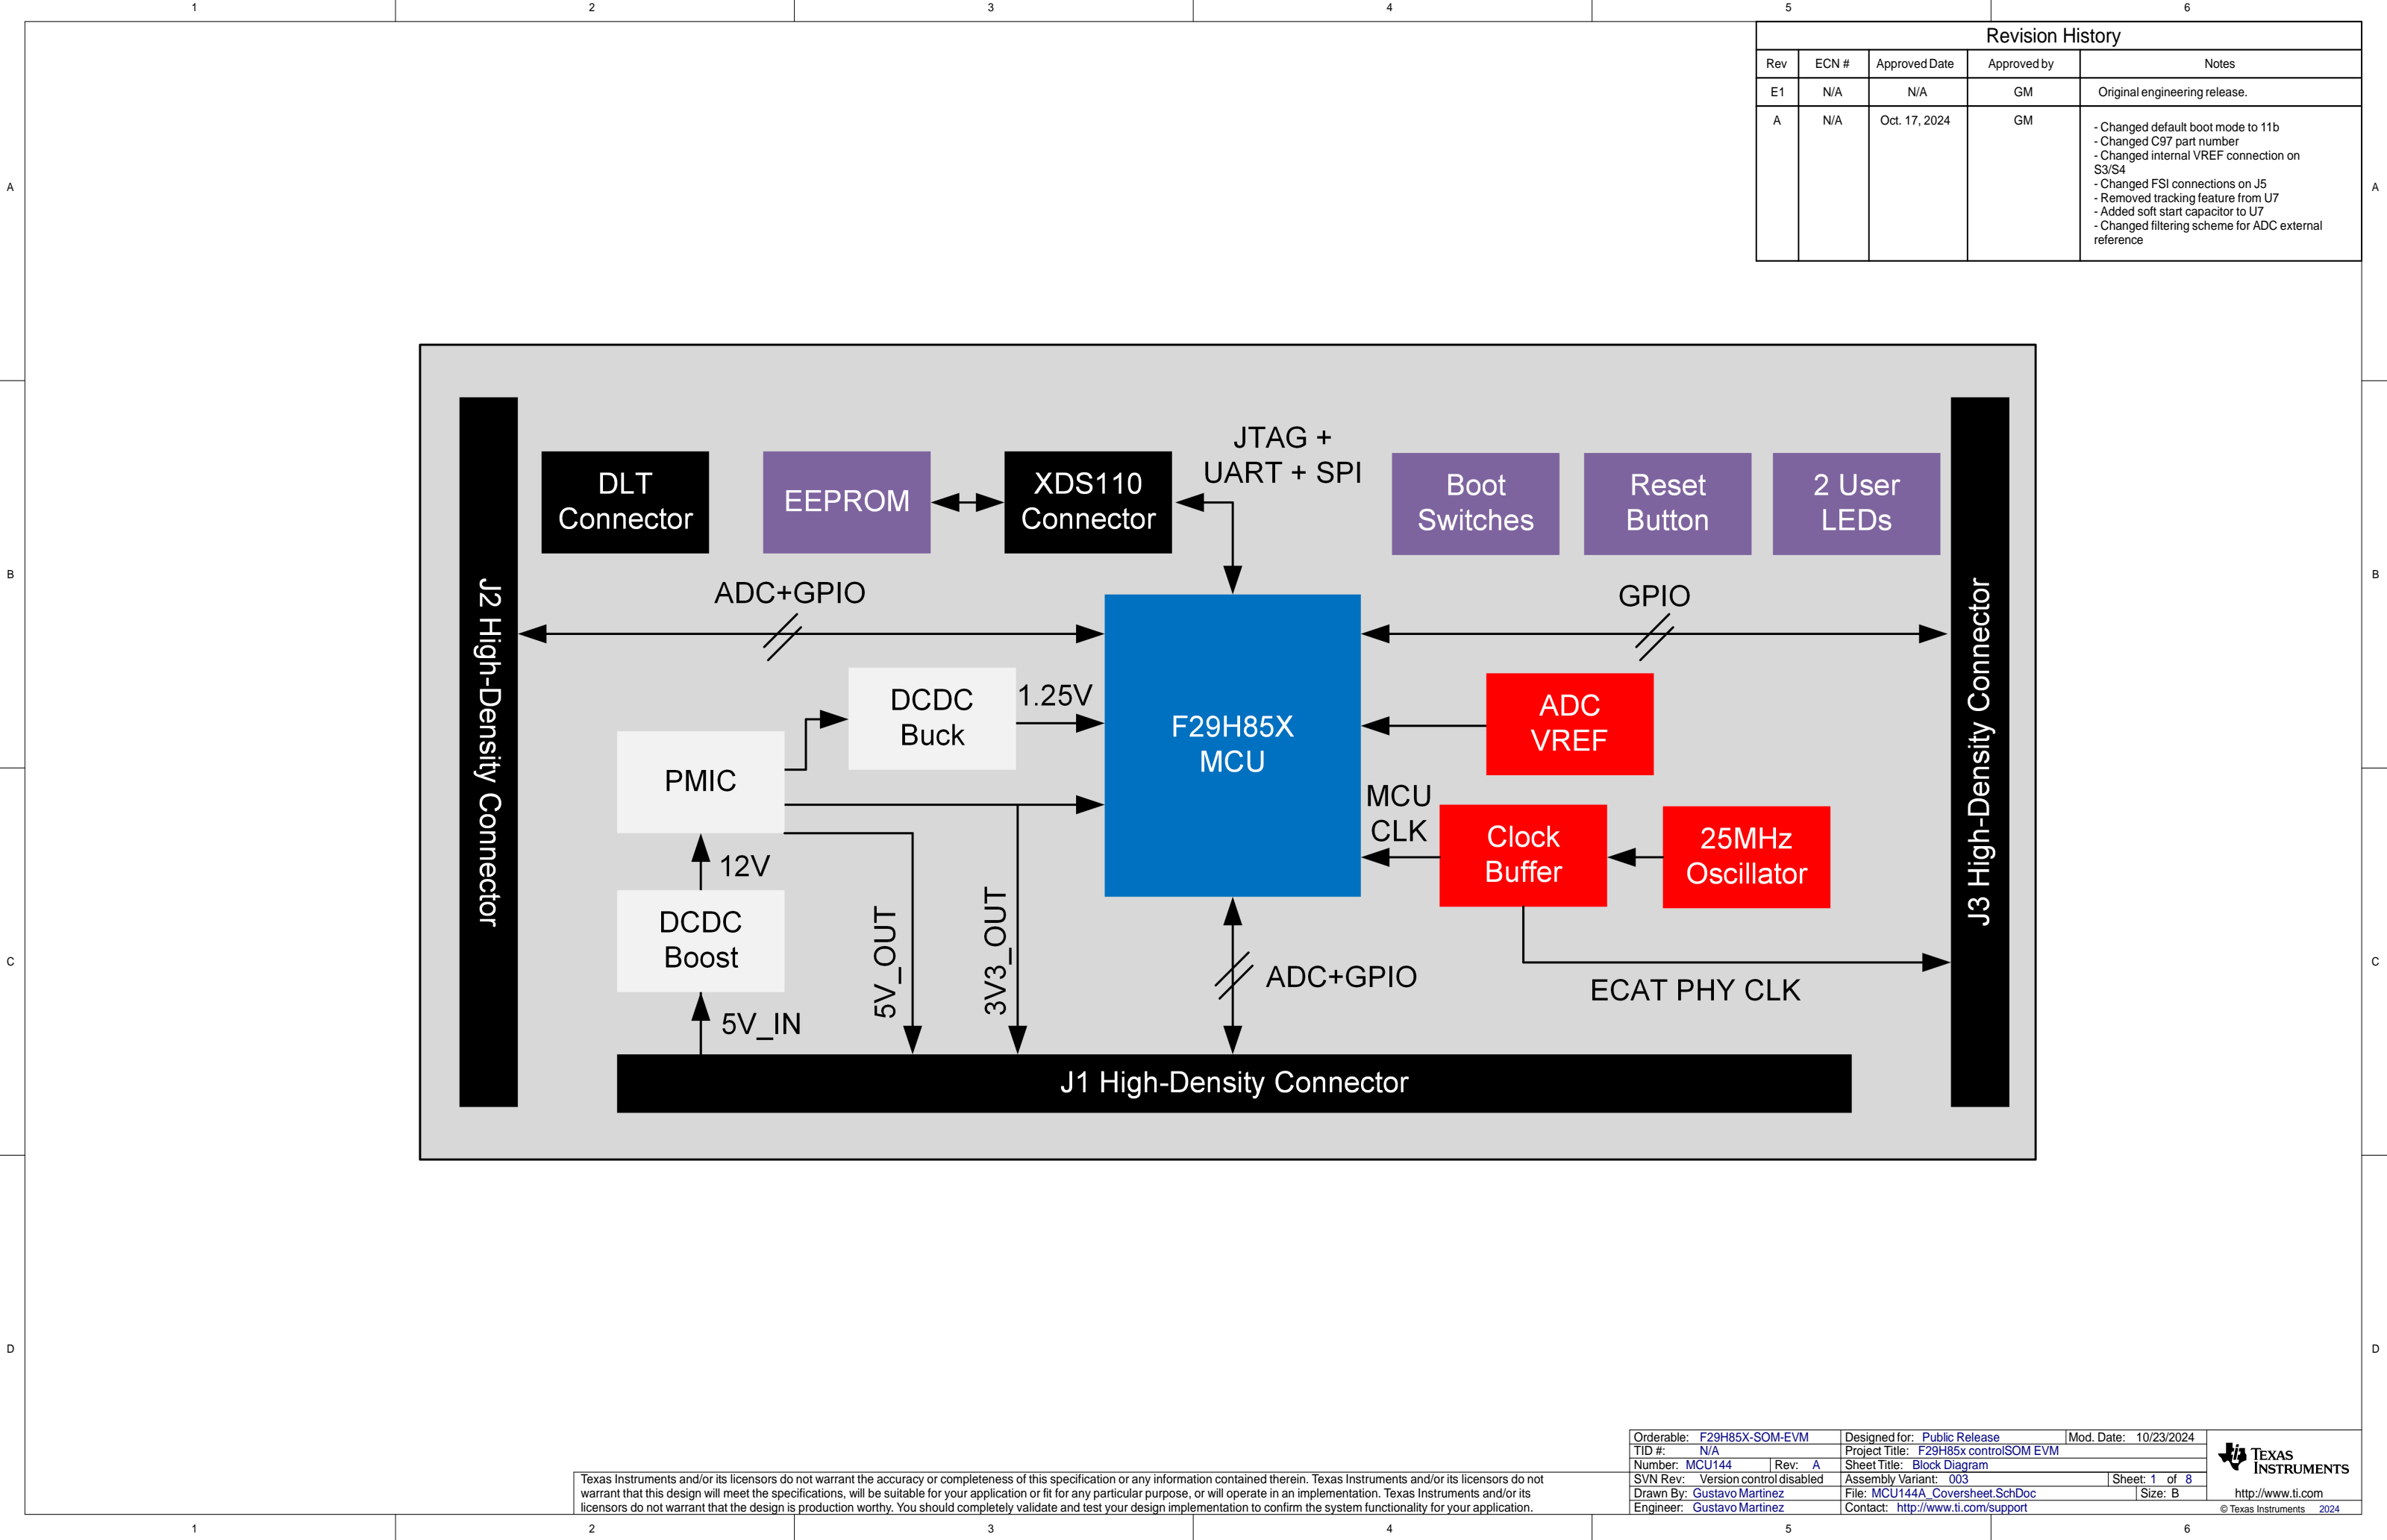 1 2 3 4 5 6
Revision History
Rev ECN # Approved Date Approved by Notes
E1 N/A N/A GM Original engineering release.
A N/A Oct. 17, 2024 GM - Changed default boot mode to 11b
- Changed C97 part number
- Changed internal VREF connection on
S3/S4
- Changed FSI connections on J5
- Removed tracking feature from U7
- Added soft start capacitor to U7
- Changed filtering scheme for ADC external
reference
A A
JTAG +
UART + SPI
DLT
Connector
EEPROM
XDS110
Connector
Boot
Switches
Reset
Button
2 User
LEDs
B B
J2 High-Density Connector
ADC+GPIO
GPIO
J3 High-Density Connector
DCDC
Buck
1.25V
F29H85X
MCU
ADC
VREF
PMIC
MCU
CLK
Clock
Buffer
25MHz
Oscillator
12V
DCDC
Boost
5V_OUT
3V3_OUT
C C
ADC+GPIO
ECAT PHY CLK
5V_IN
J1 High-Density Connector
D D
Texas Instruments and/or its licensors do not warrant the accuracy or completeness of this specification or any information contained therein. Texas Instruments and/or its licensors do not
warrant that this design will meet the specifications, will be suitable for your application or fit for any particular purpose, or will operate in an implementation. Texas Instruments and/or its
licensors do not warrant that the design is production worthy. You should completely validate and test your design implementation to confirm the system functionality for your application.
Orderable: F29H85X-SOM-EVM Designed for: Public Release Mod. Date: 10/23/2024
TID #: N/A Project Title: F29H85x controlSOM EVM
Number: MCU144 Rev: A Sheet Title: Block Diagram
SVN Rev: Version control disabled Assembly Variant: 003 Sheet: 1 of 8
Drawn By: Gustavo Martinez File: MCU144A_Coversheet.SchDoc Size: B
Engineer: Gustavo Martinez Contact: http://www.ti.com/support
TEXAS
INSTRUMENTS
http://www.ti.com
© Texas Instruments 2024
1 2 3 4 5 6